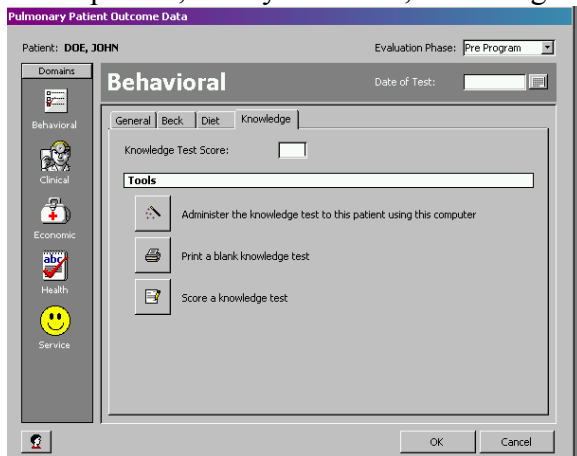 Pulmonary Patient Outcome Data
Patient: DOE, JOHN
Evaluation Phase: Pre Program
Domains
Behavioral
Clinical
Economic
Health
Service
Behavioral
Date of Test:
General Beck Diet Knowledge
Knowledge Test Score:
Tools
Administer the knowledge test to this patient using this computer
Print a blank knowledge test
Score a knowledge test
OK Cancel